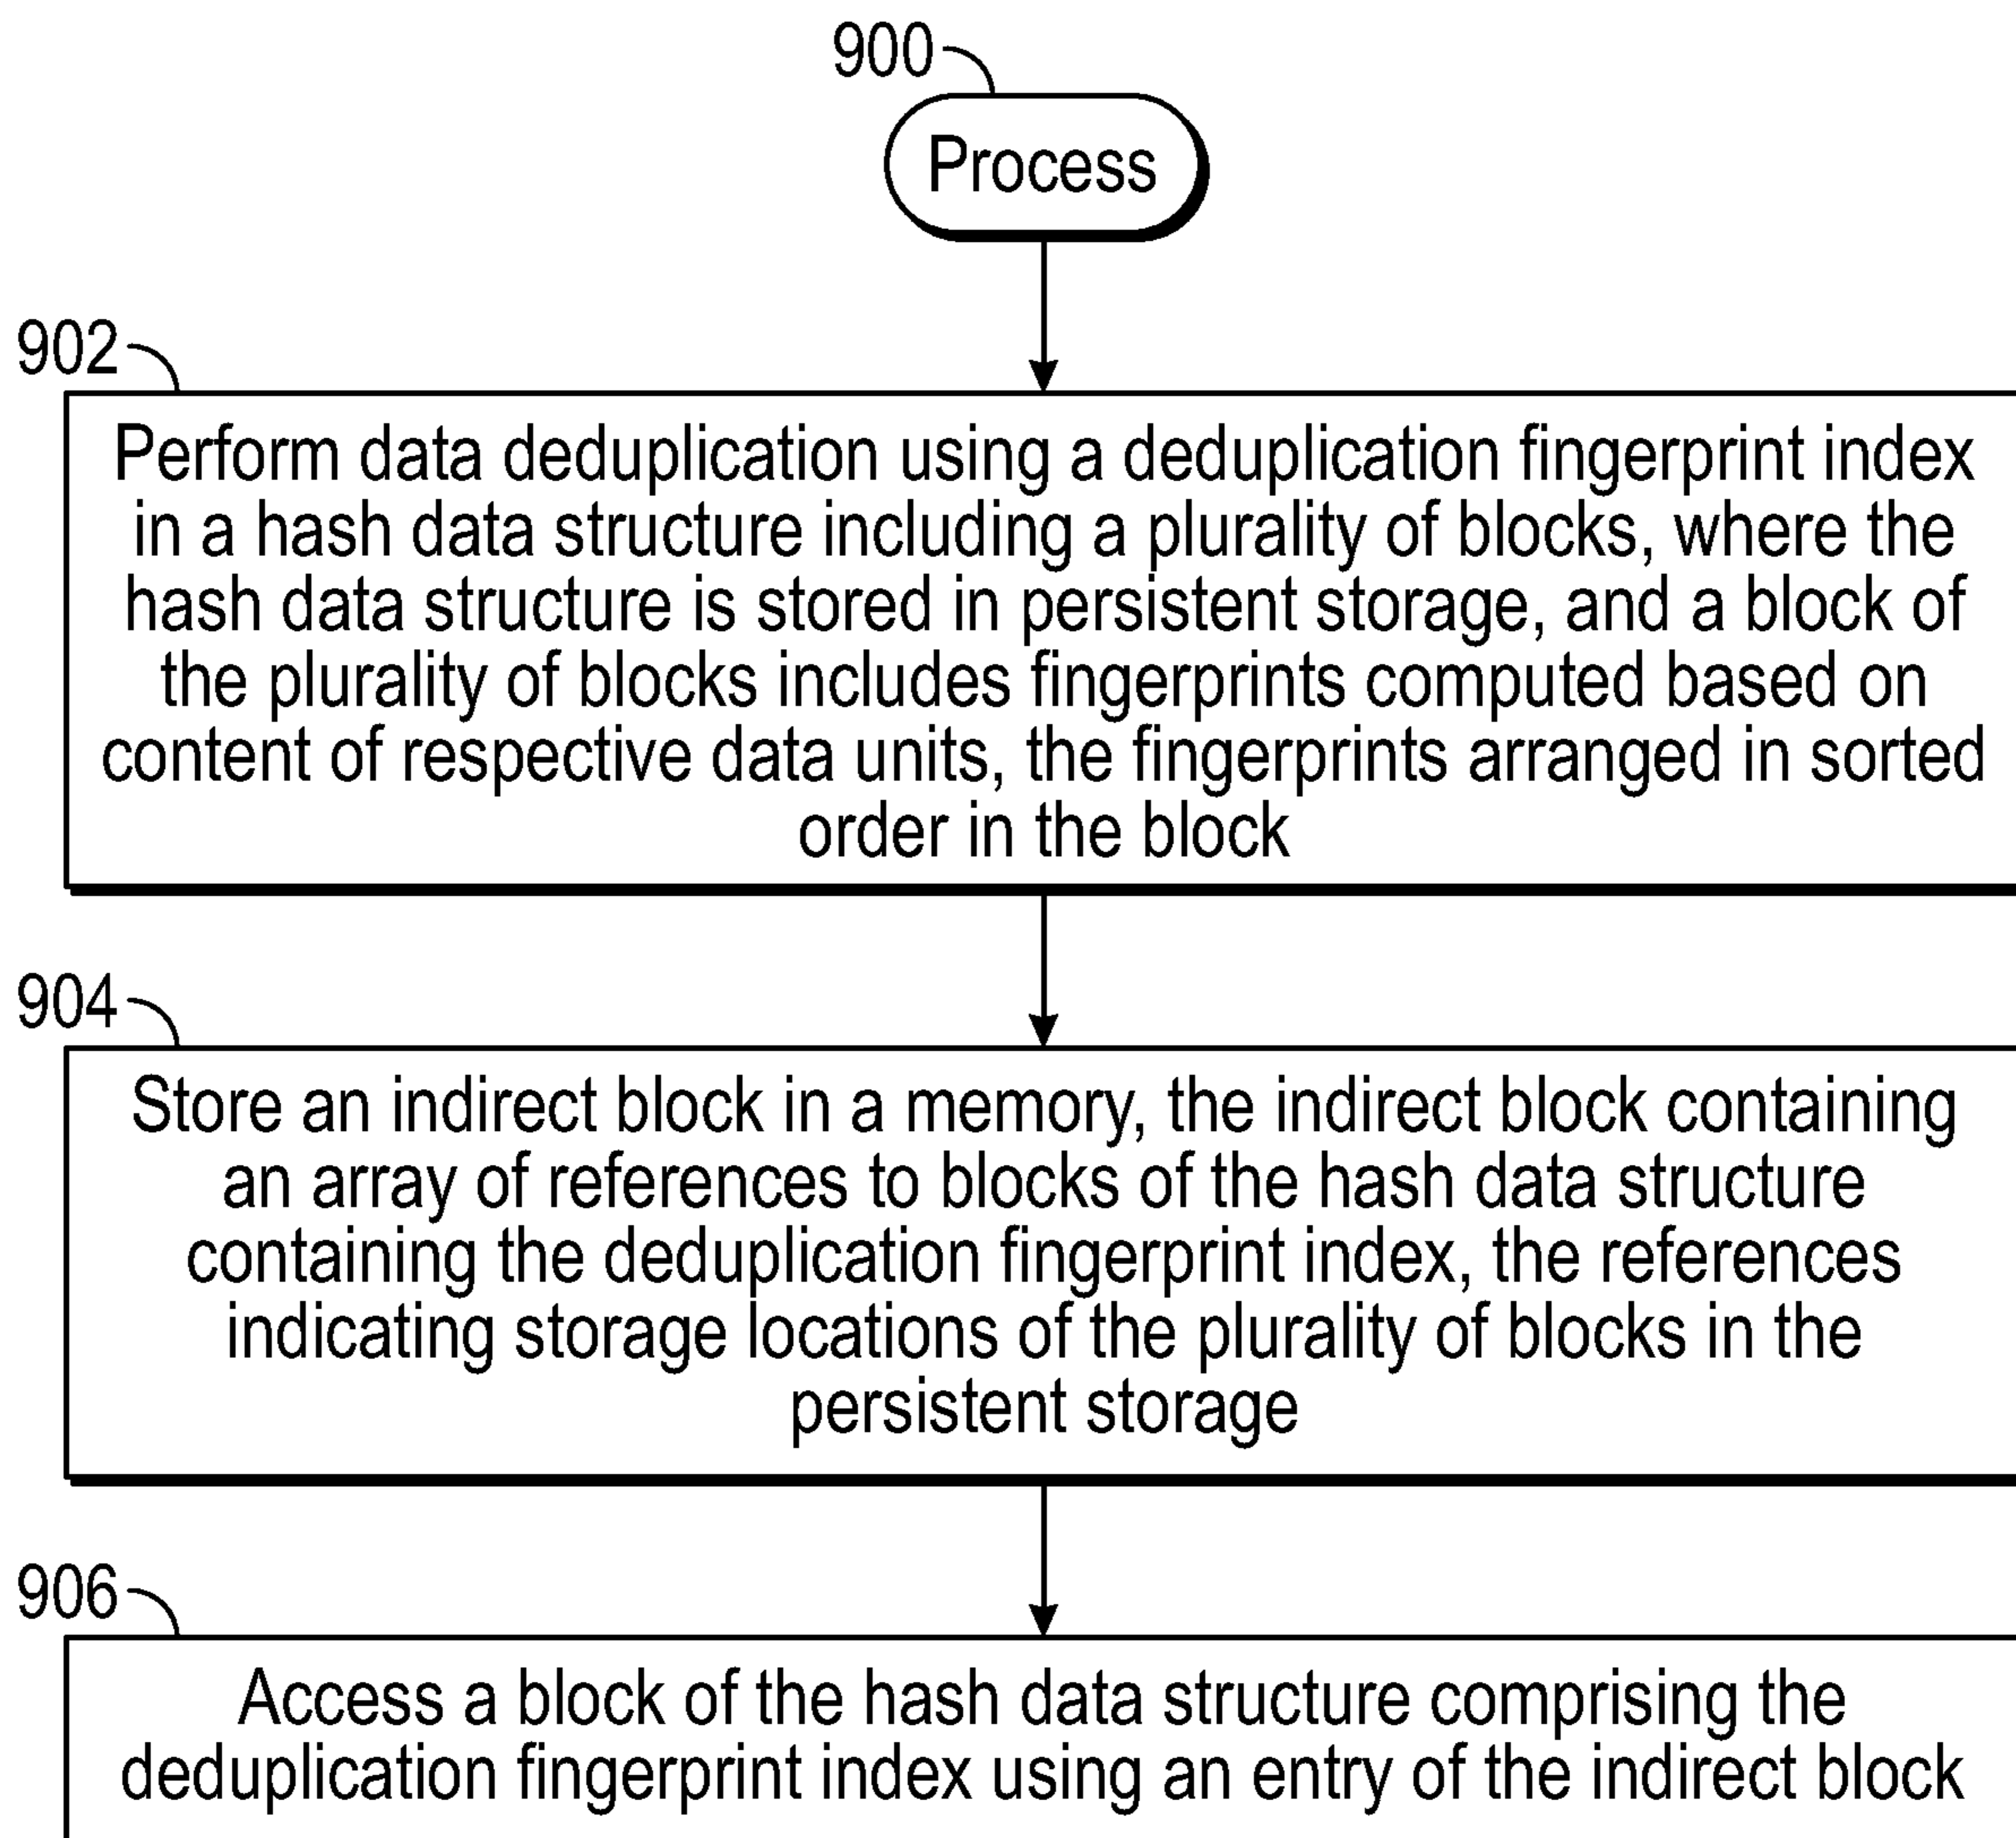 900
Process
902
Perform data deduplication using a deduplication fingerprint index
in a hash data structure including a plurality of blocks, where the
hash data structure is stored in persistent storage, and a block of
the plurality of blocks includes fingerprints computed based on
content of respective data units, the fingerprints arranged in sorted
order in the block
904
Store an indirect block in a memory, the indirect block containing
an array of references to blocks of the hash data structure
containing the deduplication fingerprint index, the references
indicating storage locations of the plurality of blocks in the
persistent storage
906
Access a block of the hash data structure comprising the
deduplication fingerprint index using an entry of the indirect block